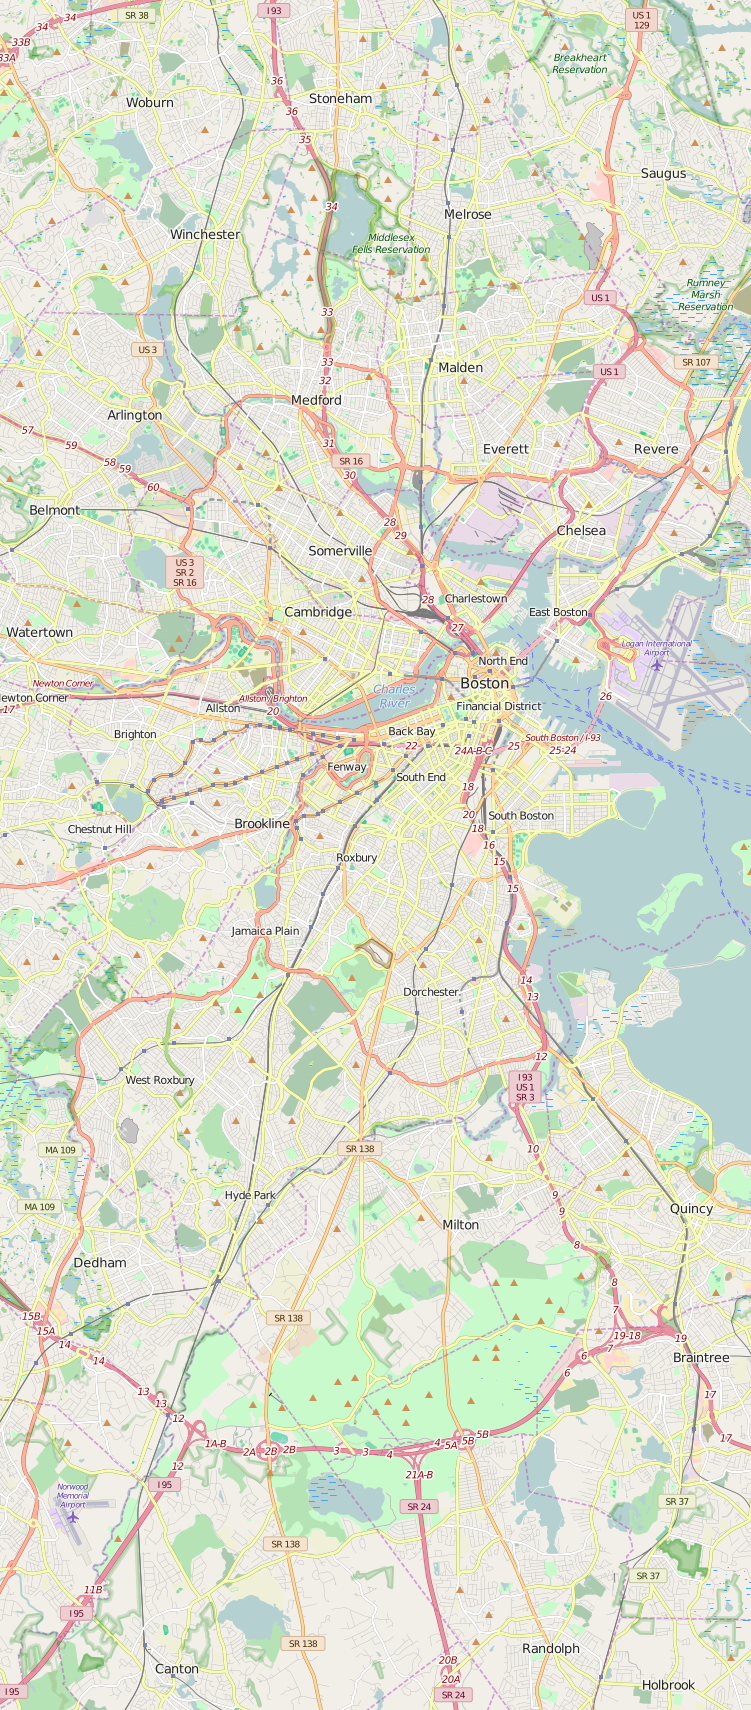 I 93
US 1
129
SR 38
34
34
33B
33A
Breakheart
Reservation
36
Woburn
Stoneham
36
35
Saugus
34
Melrose
Winchester
Middlesex
Fells Reservation
Rumney
Marsh
Reservation
US 1
33
US 3
33
SR 107
Malden
US 1
32
Medford
Arlington
57
59
31
Everett
Revere
58
59
SR 16
30
60
Belmont
28
29
Chelsea
Somerville
US 3
SR 2
SR 16
28
Charlestown
Cambridge
East Boston
27
Watertown
Logan International
Airport
North End
Newton Corner
Boston
Charles
River
Newton Corner
Allston/Brighton
26
17
Allston
20
Financial District
Back Bay
Brighton
South Boston / I-93
22
24A-B-C
25
25-24
Fenway
South End
18
20
South Boston
Brookline
18
Chestnut Hill
16
Roxbury
15
15
Jamaica Plain
14
Dorchester
13
12
West Roxbury
I 93
US 1
SR 3
MA 109
SR 138
10
Hyde Park
9
MA 109
9
Quincy
Milton
8
Dedham
8
7
15B
SR 138
15A
19-18
19
14
7
14
6
Braintree
6
13
17
13
12
5B
17
1A-B
4
5A
5B
2A
2B
2B
3
3
4
12
21A-B
I 95
Norwood
Memorial
Airport
SR 24
SR 37
SR 138
SR 37
11B
I 95
SR 138
Randolph
20B
Canton
20A
Holbrook
I 95
SR 24